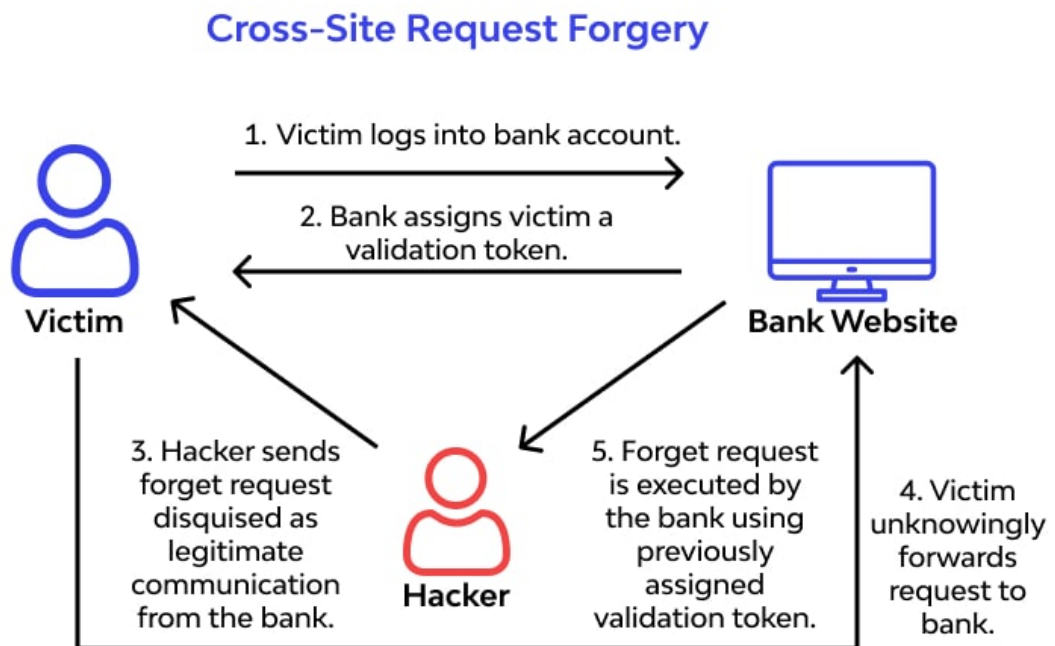 Cross-Site Request Forgery
1. Victim logs into bank account.
2. Bank assigns victim a
validation token.
Victim
Bank Website
3. Hacker sends
forget request
disquised as
legitimate
communication
from the bank.
Hacker
5. Forget request
is executed by
the bank using
previously
assigned
validation token.
4. Victim
unknowingly
forwards
request to
bank.